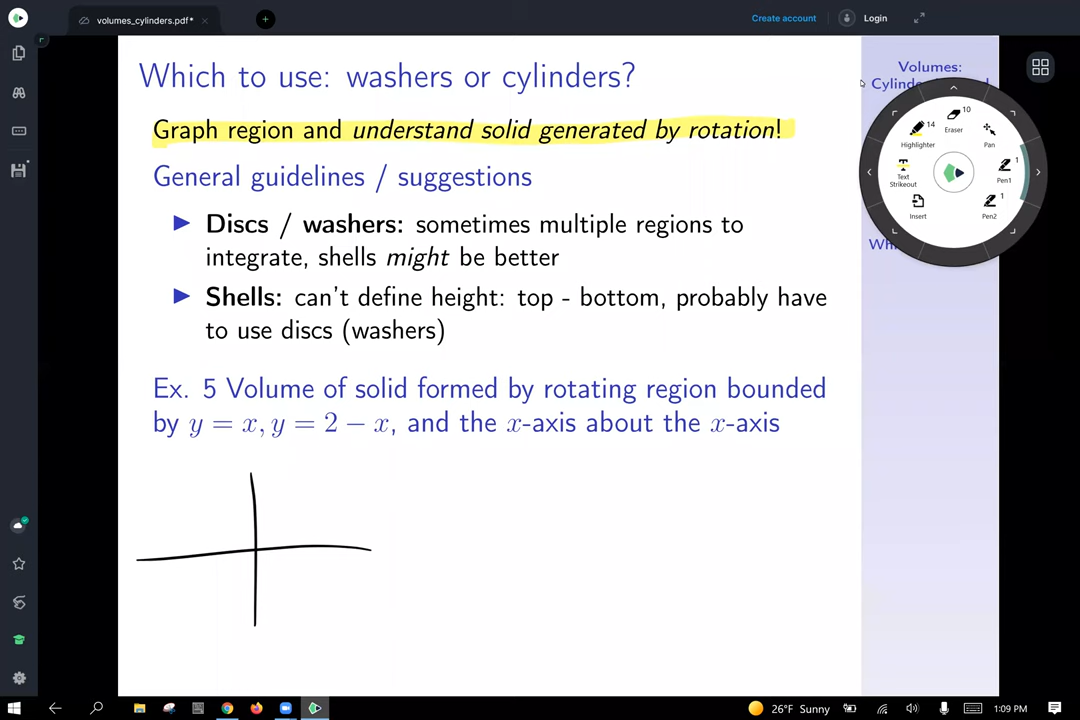 volumes_cylinders.pdf*
Create account
Login
Which to use: washers or cylinders?
Graph region and understand solid generated by rotation!
General guidelines / suggestions
▶ Discs / washers: sometimes multiple regions to
integrate, shells might be better
▶ Shells: can't define height: top - bottom, probably have
to use discs (washers)
Ex. 5 Volume of solid formed by rotating region bounded
by y = x, y = 2 − x, and the x-axis about the x-axis
Volumes:
10
Eraser
14
Highlighter
Pan
Text
Strikeout
1
Pen1
Insert
1
Pen2
26°F Sunny
1:09 PM